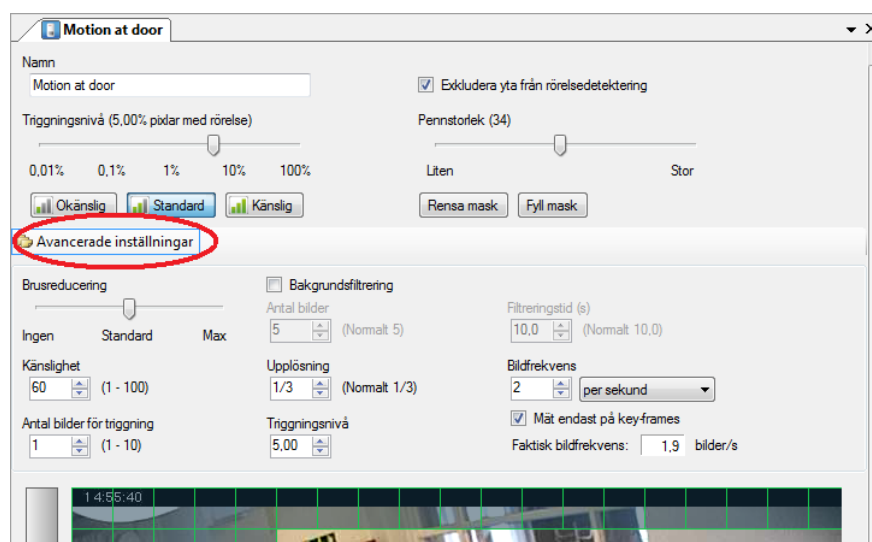 Motion at door
Namn
Motion at door
Exkludera yta från rörelsedetektering
Triggningsnivå (5,00% pixlar med rörelse)
Pennstorlek (34)
0,01% 0,1% 1% 10% 100%
Liten Stor
Okänslig Standard Känslig
Rensa mask Fyll mask
Avancerade inställningar
Brusreducering
Bakgrundsfiltrering
Antal bilder
Filtreringstid (s)
5 (Normalt 5)
10,0 (Normalt 10,0)
Ingen Standard Max
Känslighet
Upplösning
Bildfrekvens
60 (1 - 100)
1/3 (Normalt 1/3)
2 per sekund
Antal bilder för triggning
Triggningsnivå
Mät endast på key-frames
1 (1 - 10)
5,00
Faktisk bildfrekvens: 1,9 bilder/s
14:55:40